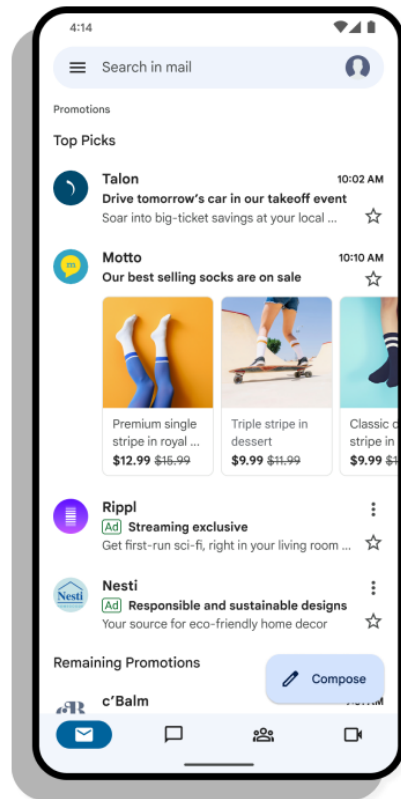 4:14
Search in mail
Promotions
Top Picks
Talon 10:02 AM
Drive tomorrow's car in our takeoff event
Soar into big-ticket savings at your local ...
m
Motto 10:10 AM
Our best selling socks are on sale
Premium single
stripe in royal ...
$12.99 $15.99
Triple stripe in
dessert
$9.99 $11.99
Classic
stripe in
$9.99
Rippl
Ad Streaming exclusive
Get first-run sci-fi, right in your living room ...
Nesti
Nesti
Ad Responsible and sustainable designs
Your source for eco-friendly home decor
Remaining Promotions
Compose
c'Balm